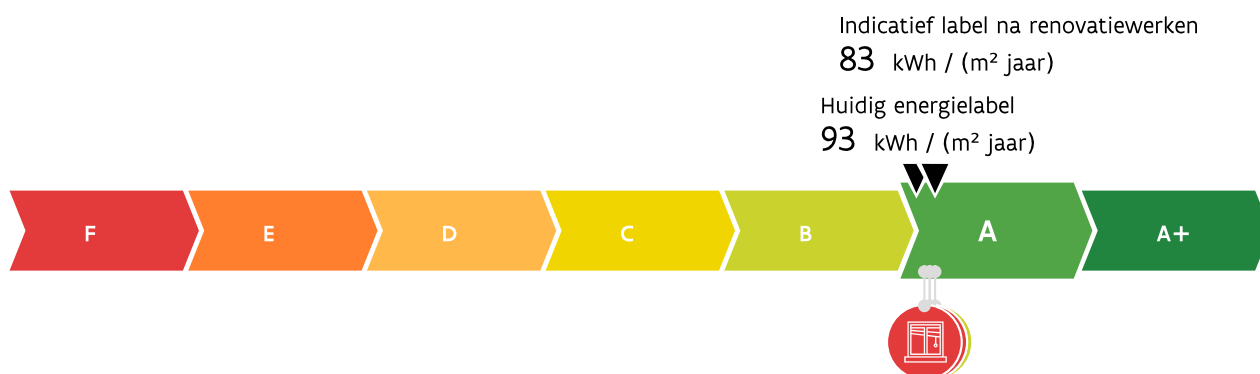 Indicatief label na renovatiewerken
83 kWh / (m² jaar)
Huidig energielabel
93 kWh / (m² jaar)
F E D C B A A+